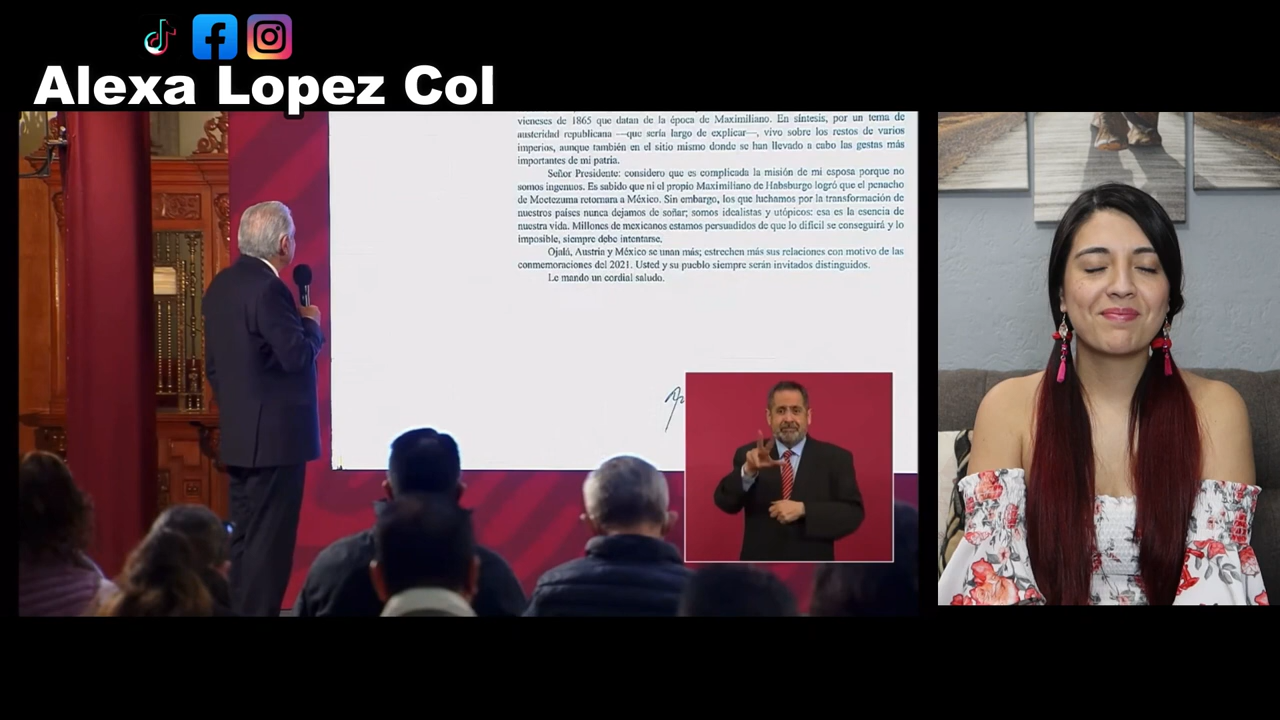 Alexa Lopez Col
vieneses de 1865 que datan de la época de Maximiliano. En síntesis, por un tema de
austeridad republicana —que sería largo de explicar—, vivo sobre los restos de varios
imperios, aunque también en el sitio mismo donde se han llevado a cabo las gestas más
importantes de mi patria.
Señor Presidente: considero que es complicada la misión de mi esposa porque no
somos ingenuos. Es sabido que ni el propio Maximiliano de Habsburgo logró que el penacho
de Moctezuma retornara a México. Sin embargo, los que luchamos por la transformación de
nuestros países nunca dejamos de soñar; somos idealistas y utópicos: esa es la esencia de
nuestra vida. Millones de mexicanos estamos persuadidos de que lo difícil se conseguirá y lo
imposible, siempre debe intentarse.
Ojalá, Austria y México se unan más; estrechen más sus relaciones con motivo de las
conmemoraciones del 2021. Usted y su pueblo siempre serán invitados distinguidos.
Le mando un cordial saludo.